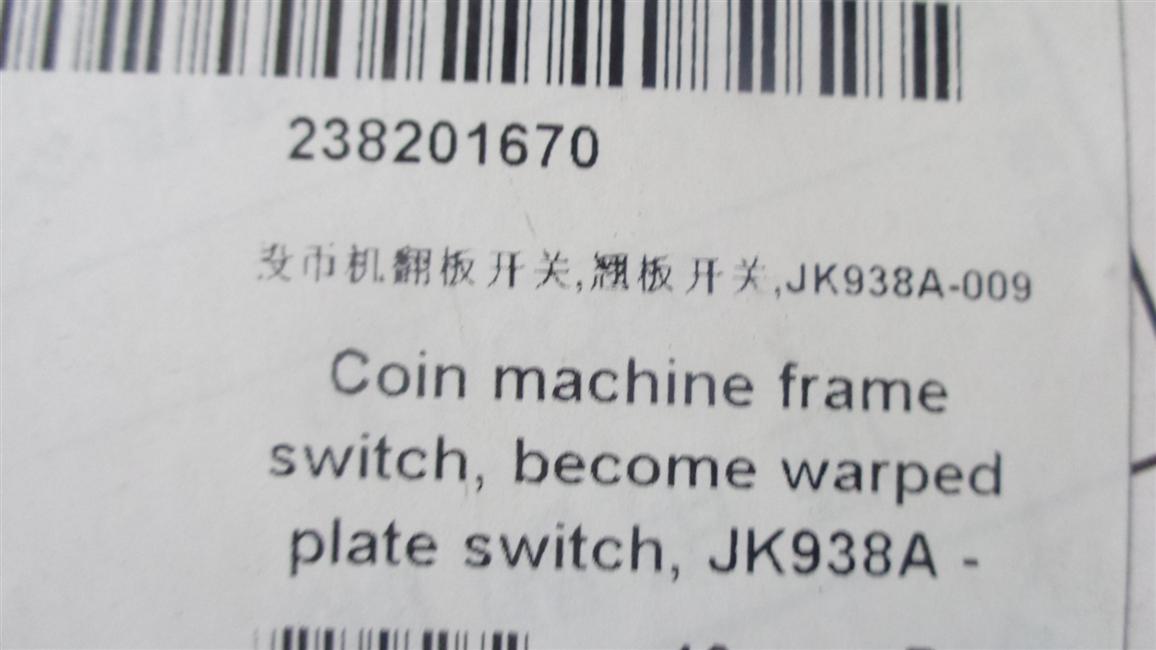 238201670
投币机翻板开关,翘板开关,JK938A-009
Coin machine frame
switch, become warped
plate switch, JK938A -